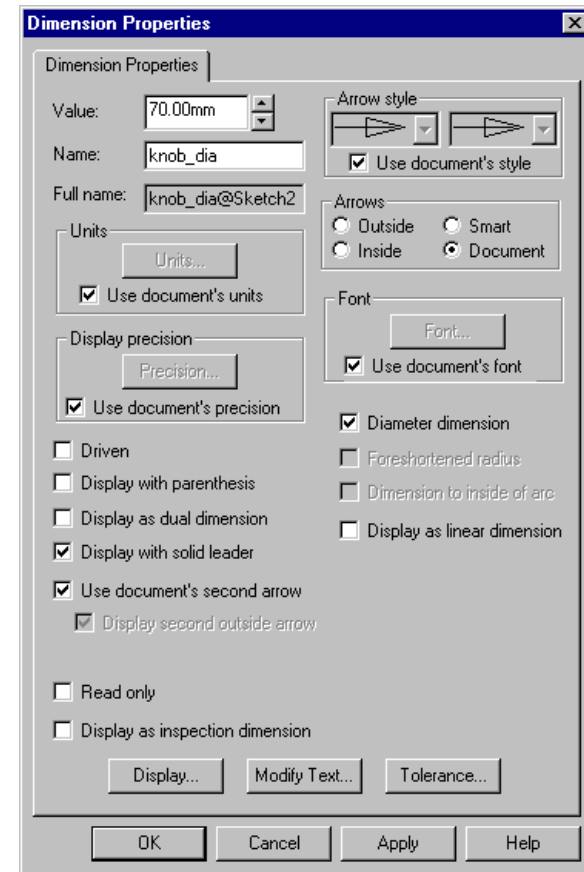 Dimension Properties
Dimension Properties
Value:
70.00mm
Name:
knob_dia
Full name:
knob_dia@Sketch2
Units
Units...
Use document's units
Display precision
Precision...
Use document's precision
Driven
Display with parenthesis
Display as dual dimension
Display with solid leader
Use document's second arrow
Display second outside arrow
Read only
Display as inspection dimension
Arrow style
Use document's style
Arrows
Outside
Smart
Inside
Document
Font
Font...
Use document's font
Diameter dimension
Foreshortened radius
Dimension to inside of arc
Display as linear dimension
Display...
Modify Text...
Tolerance...
OK
Cancel
Apply
Help